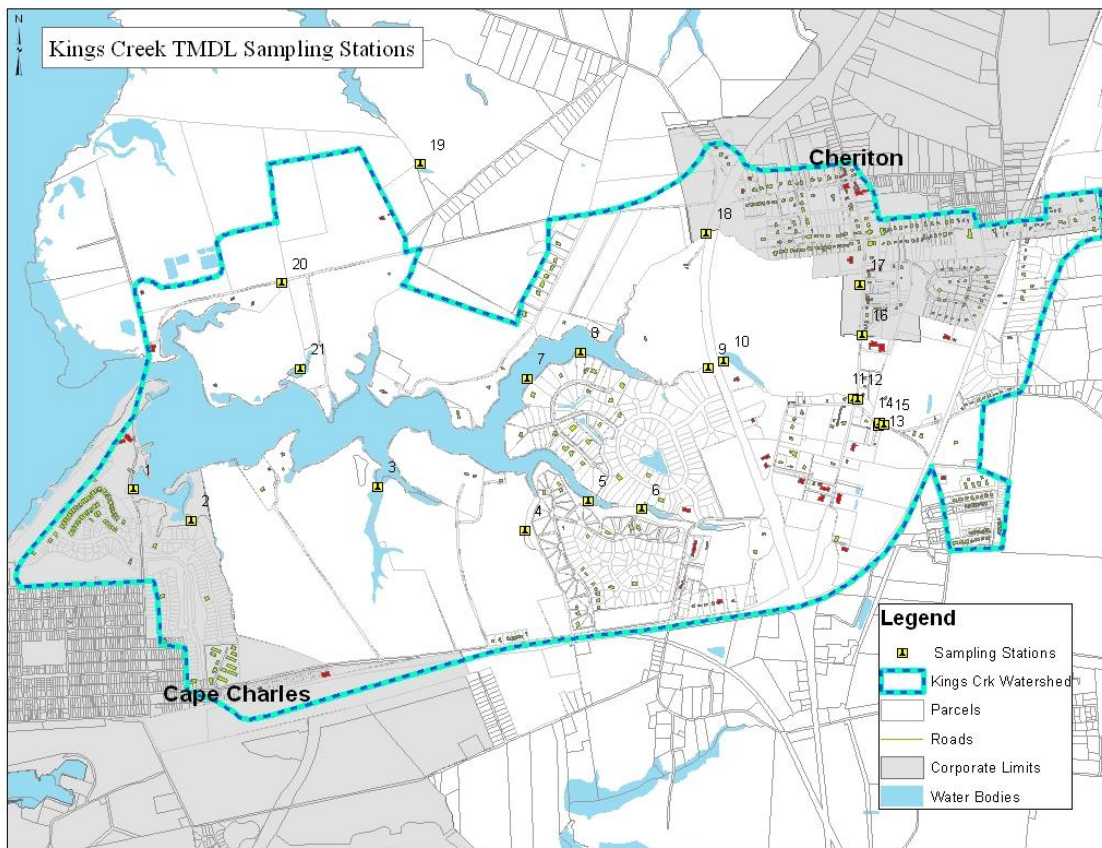 N
Kings Creek TMDL Sampling Stations
19
Cheriton
18
17
20
16
8
21
7
9 10
11 12
14 15
13
3
1
5
6
2
4
Legend
Sampling Stations
Kings Crk Watershed
Parcels
Roads
Corporate Limits
Water Bodies
Cape Charles